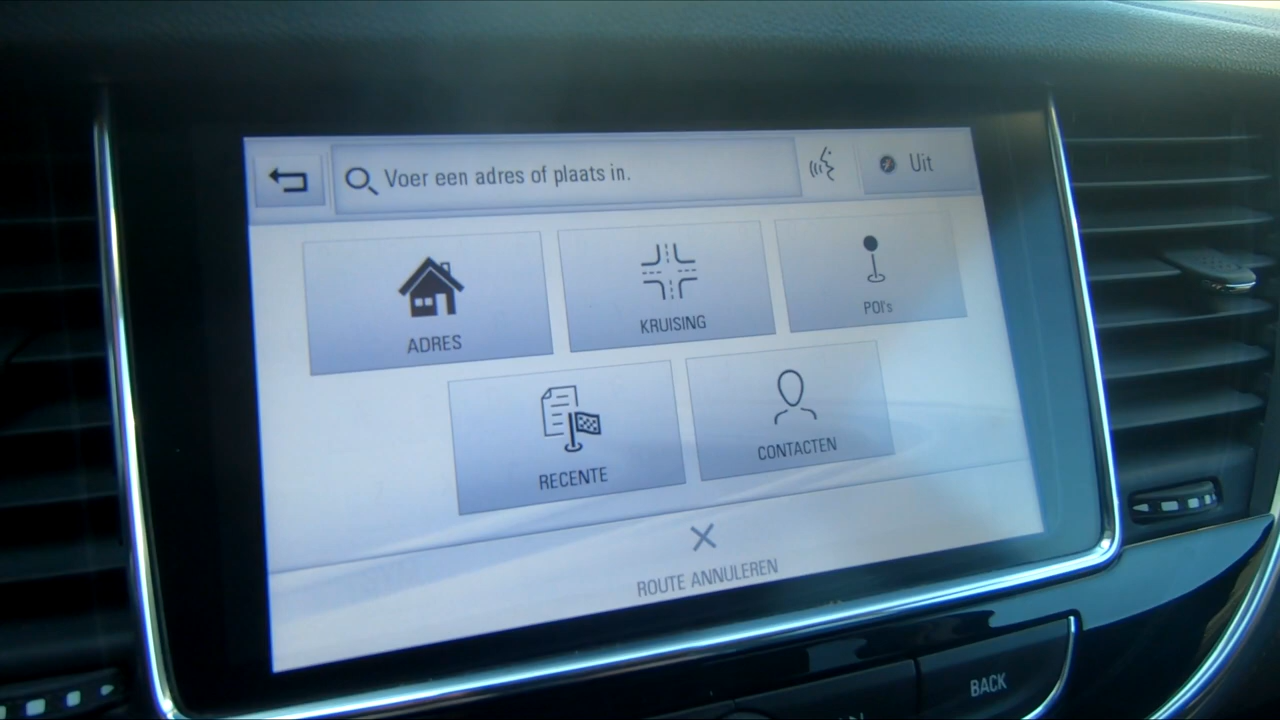 Voer een adres of plaats in.
Uit
ADRES
KRUISING
POI's
RECENTE
CONTACTEN
ROUTE ANNULEREN
BACK